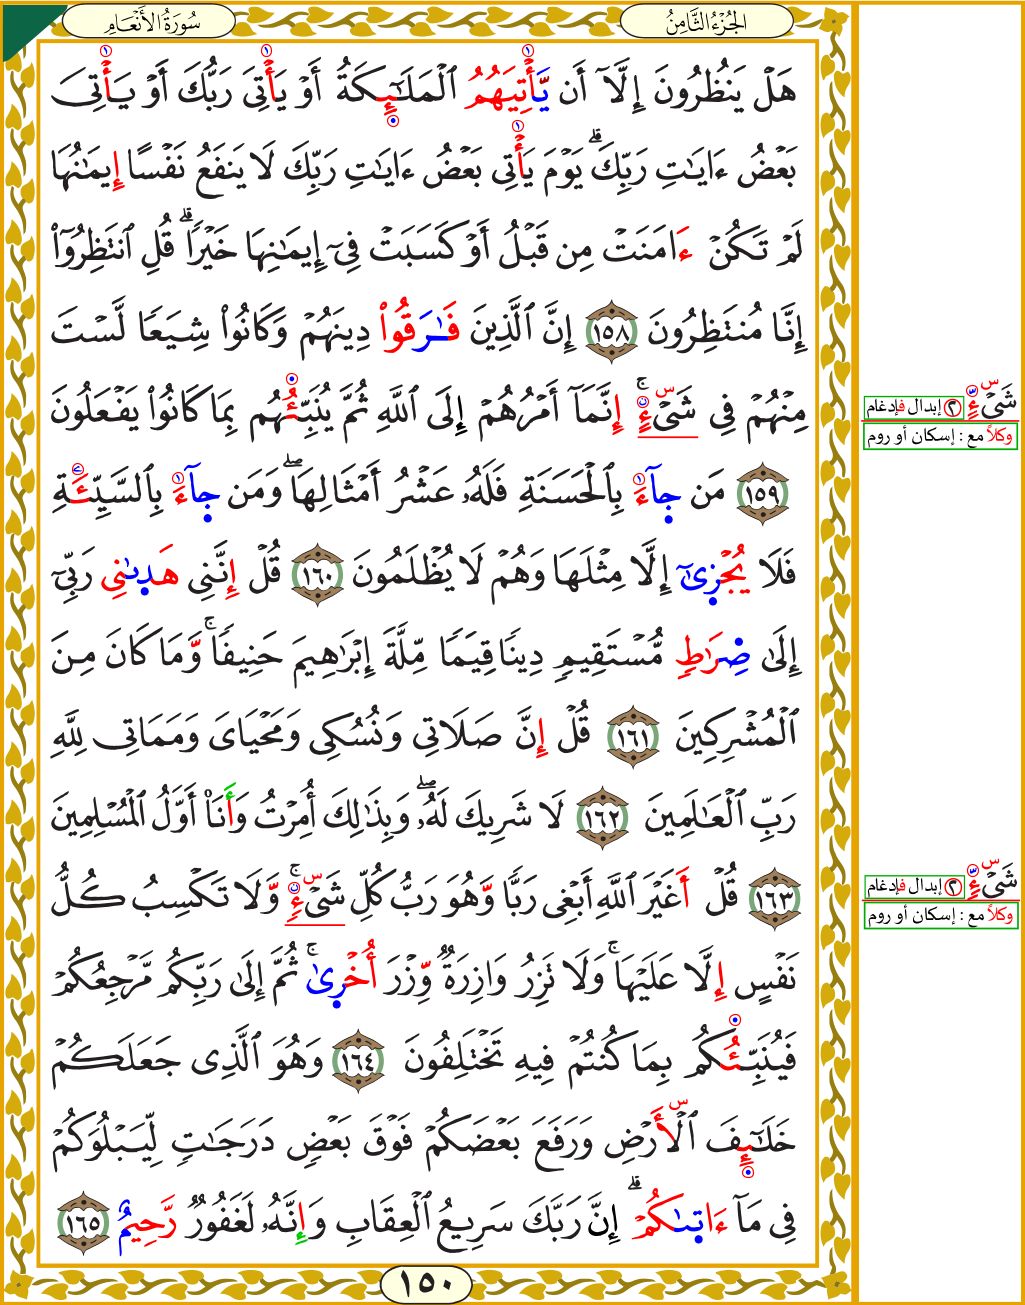 الجُزْءُ الثَّامِنُ
سُورَةُ الأَنْعَامِ
هَلْ يَنظُرُونَ إِلَّآ أَن يَّأْتِيَهُمُ ٱلْمَلَـٰٓئِكَةُ أَوْ يَأْتِىَ رَبُّكَ أَوْ يَأْتِىَ
بَعْضُ ءَايَـٰتِ رَبِّكَ ۗ يَوْمَ يَأْتِى بَعْضُ ءَايَـٰتِ رَبِّكَ لَا يَنفَعُ نَفْسًا إِيمَـٰنُهَا
لَمْ تَكُنْ ءَامَنَتْ مِن قَبْلُ أَوْ كَسَبَتْ فِىٓ إِيمَـٰنِهَا خَيْرًا ۗ قُلِ ٱنتَظِرُوٓا۟
إِنَّا مُنتَظِرُونَ ١٥٨ إِنَّ ٱلَّذِينَ فَـٰرَقُوا۟ دِينَهُمْ وَكَانُوا۟ شِيَعًا لَّسْتَ
مِنْهُمْ فِى شَىْءٍ ۚ إِنَّمَآ أَمْرُهُمْ إِلَى ٱللَّهِ ثُمَّ يُنَبِّئُهُم بِمَا كَانُوا۟ يَفْعَلُونَ
١٥٩ مَن جَآءَ بِٱلْحَسَنَةِ فَلَهُۥ عَشْرُ أَمْثَالِهَا ۖ وَمَن جَآءَ بِٱلسَّيِّئَةِ
فَلَا يُجْزَىٰٓ إِلَّا مِثْلَهَا وَهُمْ لَا يُظْلَمُونَ ١٦٠ قُلْ إِنَّنِى هَدَىٰنِى رَبِّىٓ
إِلَىٰ صِرَٰطٍ مُّسْتَقِيمٍ دِينًا قِيَمًا مِّلَّةَ إِبْرَٰهِيمَ حَنِيفًا ۚ وَّمَا كَانَ مِنَ
ٱلْمُشْرِكِينَ ١٦١ قُلْ إِنَّ صَلَاتِى وَنُسُكِى وَمَحْيَاىَ وَمَمَاتِى لِلَّهِ
رَبِّ ٱلْعَـٰلَمِينَ ١٦٢ لَا شَرِيكَ لَهُۥ ۖ وَبِذَٰلِكَ أُمِرْتُ وَأَنَا۠ أَوَّلُ ٱلْمُسْلِمِينَ
١٦٣ قُلْ أَغَيْرَ ٱللَّهِ أَبْغِى رَبًّا وَّهُوَ رَبُّ كُلِّ شَىْءٍ ۚ وَّلَا تَكْسِبُ كُلُّ
نَفْسٍ إِلَّا عَلَيْهَا ۚ وَلَا تَزِرُ وَازِرَةٌ وِّزْرَ أُخْرَىٰ ۚ ثُمَّ إِلَىٰ رَبِّكُم مَّرْجِعُكُمْ
فَيُنَبِّئُكُم بِمَا كُنتُمْ فِيهِ تَخْتَلِفُونَ ١٦٤ وَهُوَ ٱلَّذِى جَعَلَكُمْ
خَلَـٰٓئِفَ ٱلْأَرْضِ وَرَفَعَ بَعْضَكُمْ فَوْقَ بَعْضٍ دَرَجَـٰتٍ لِّيَبْلُوَكُمْ
فِى مَآ ءَاتَىٰكُمْ ۗ إِنَّ رَبَّكَ سَرِيعُ ٱلْعِقَابِ وَإِنَّهُۥ لَغَفُورٌ رَّحِيمٌ ١٦٥
١٥٠
شَىْءٍ ٢ إبدال فإدغام
وكلاً مع : إسكان أو روم
شَىْءٍ ٢ إبدال فإدغام
وكلاً مع : إسكان أو روم